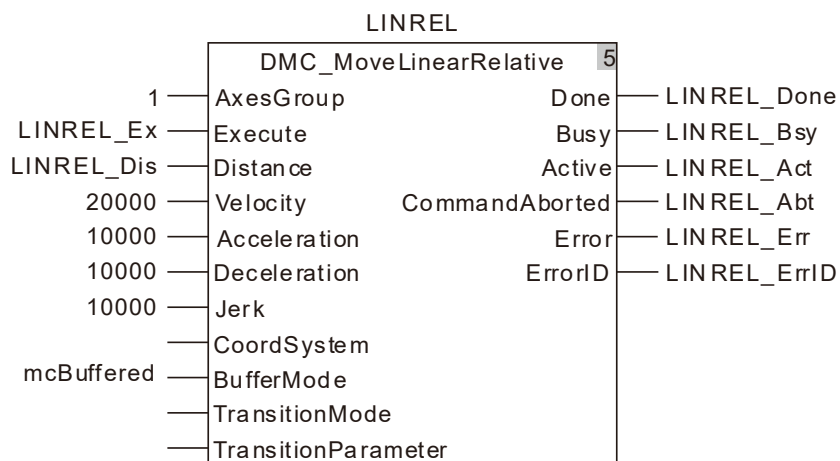 LINREL
DMC_MoveLinearRelative 5
1 AxesGroup Done LINREL_Done
LINREL_Ex Execute Busy LINREL_Bsy
LINREL_Dis Distance Active LINREL_Act
20000 Velocity CommandAborted LINREL_Abt
10000 Acceleration Error LINREL_Err
10000 Deceleration ErrorID LINREL_ErrID
10000 Jerk
CoordSystem
mcBuffered BufferMode
TransitionMode
TransitionParameter